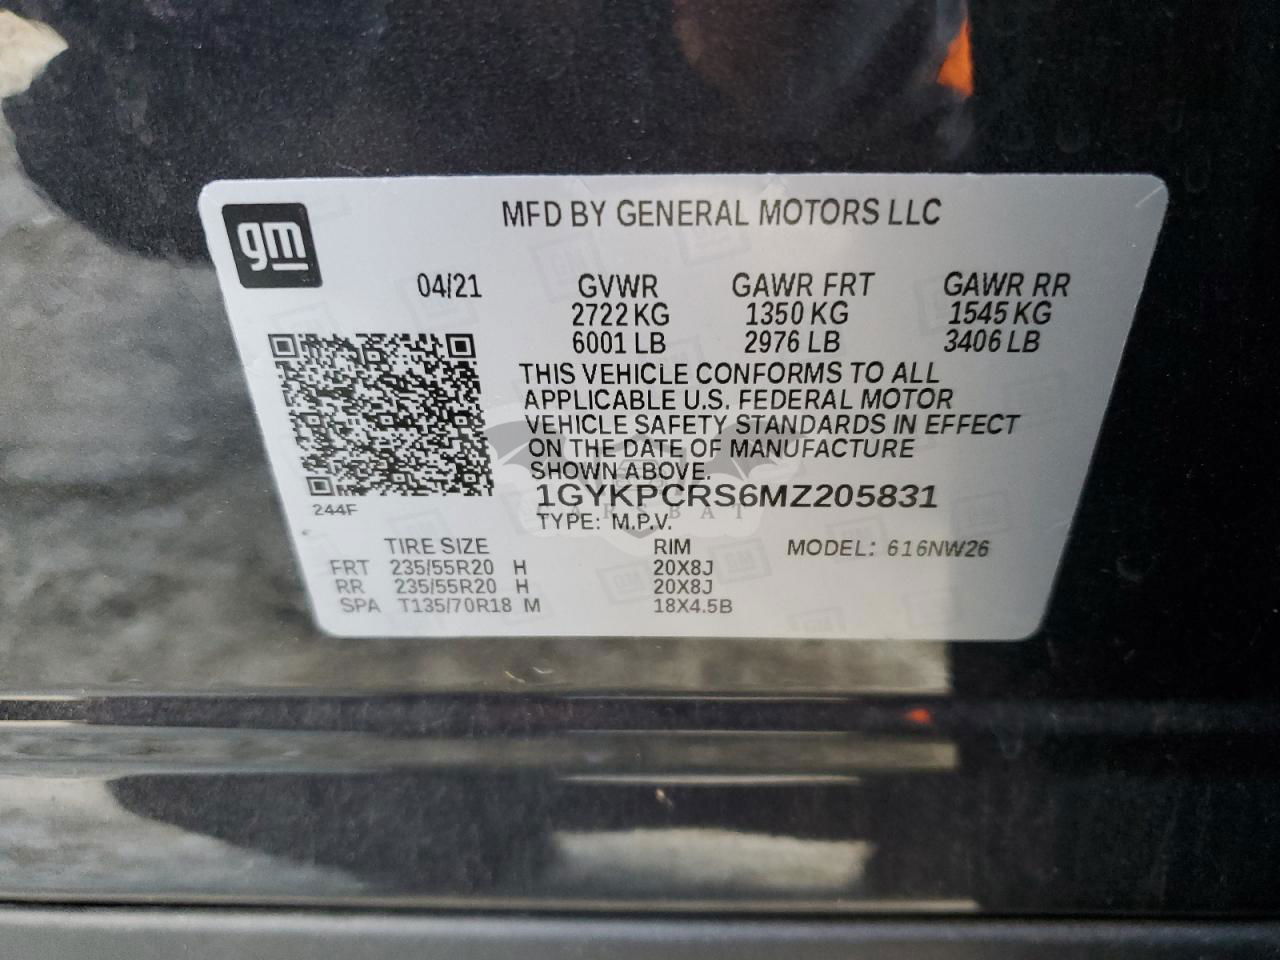 gm
MFD BY GENERAL MOTORS LLC
04/21 GVWR GAWR FRT GAWR RR
2722 KG 1350 KG 1545 KG
6001 LB 2976 LB 3406 LB
THIS VEHICLE CONFORMS TO ALL
APPLICABLE U.S. FEDERAL MOTOR
VEHICLE SAFETY STANDARDS IN EFFECT
ON THE DATE OF MANUFACTURE
SHOWN ABOVE.
1GYKPCRS6MZ205831
244F
CARSBAT
TYPE: M.P.V.
TIRE SIZE RIM MODEL: 616NW26
FRT 235/55R20 H 20X8J
RR 235/55R20 H 20X8J
SPA T135/70R18 M 18X4.5B